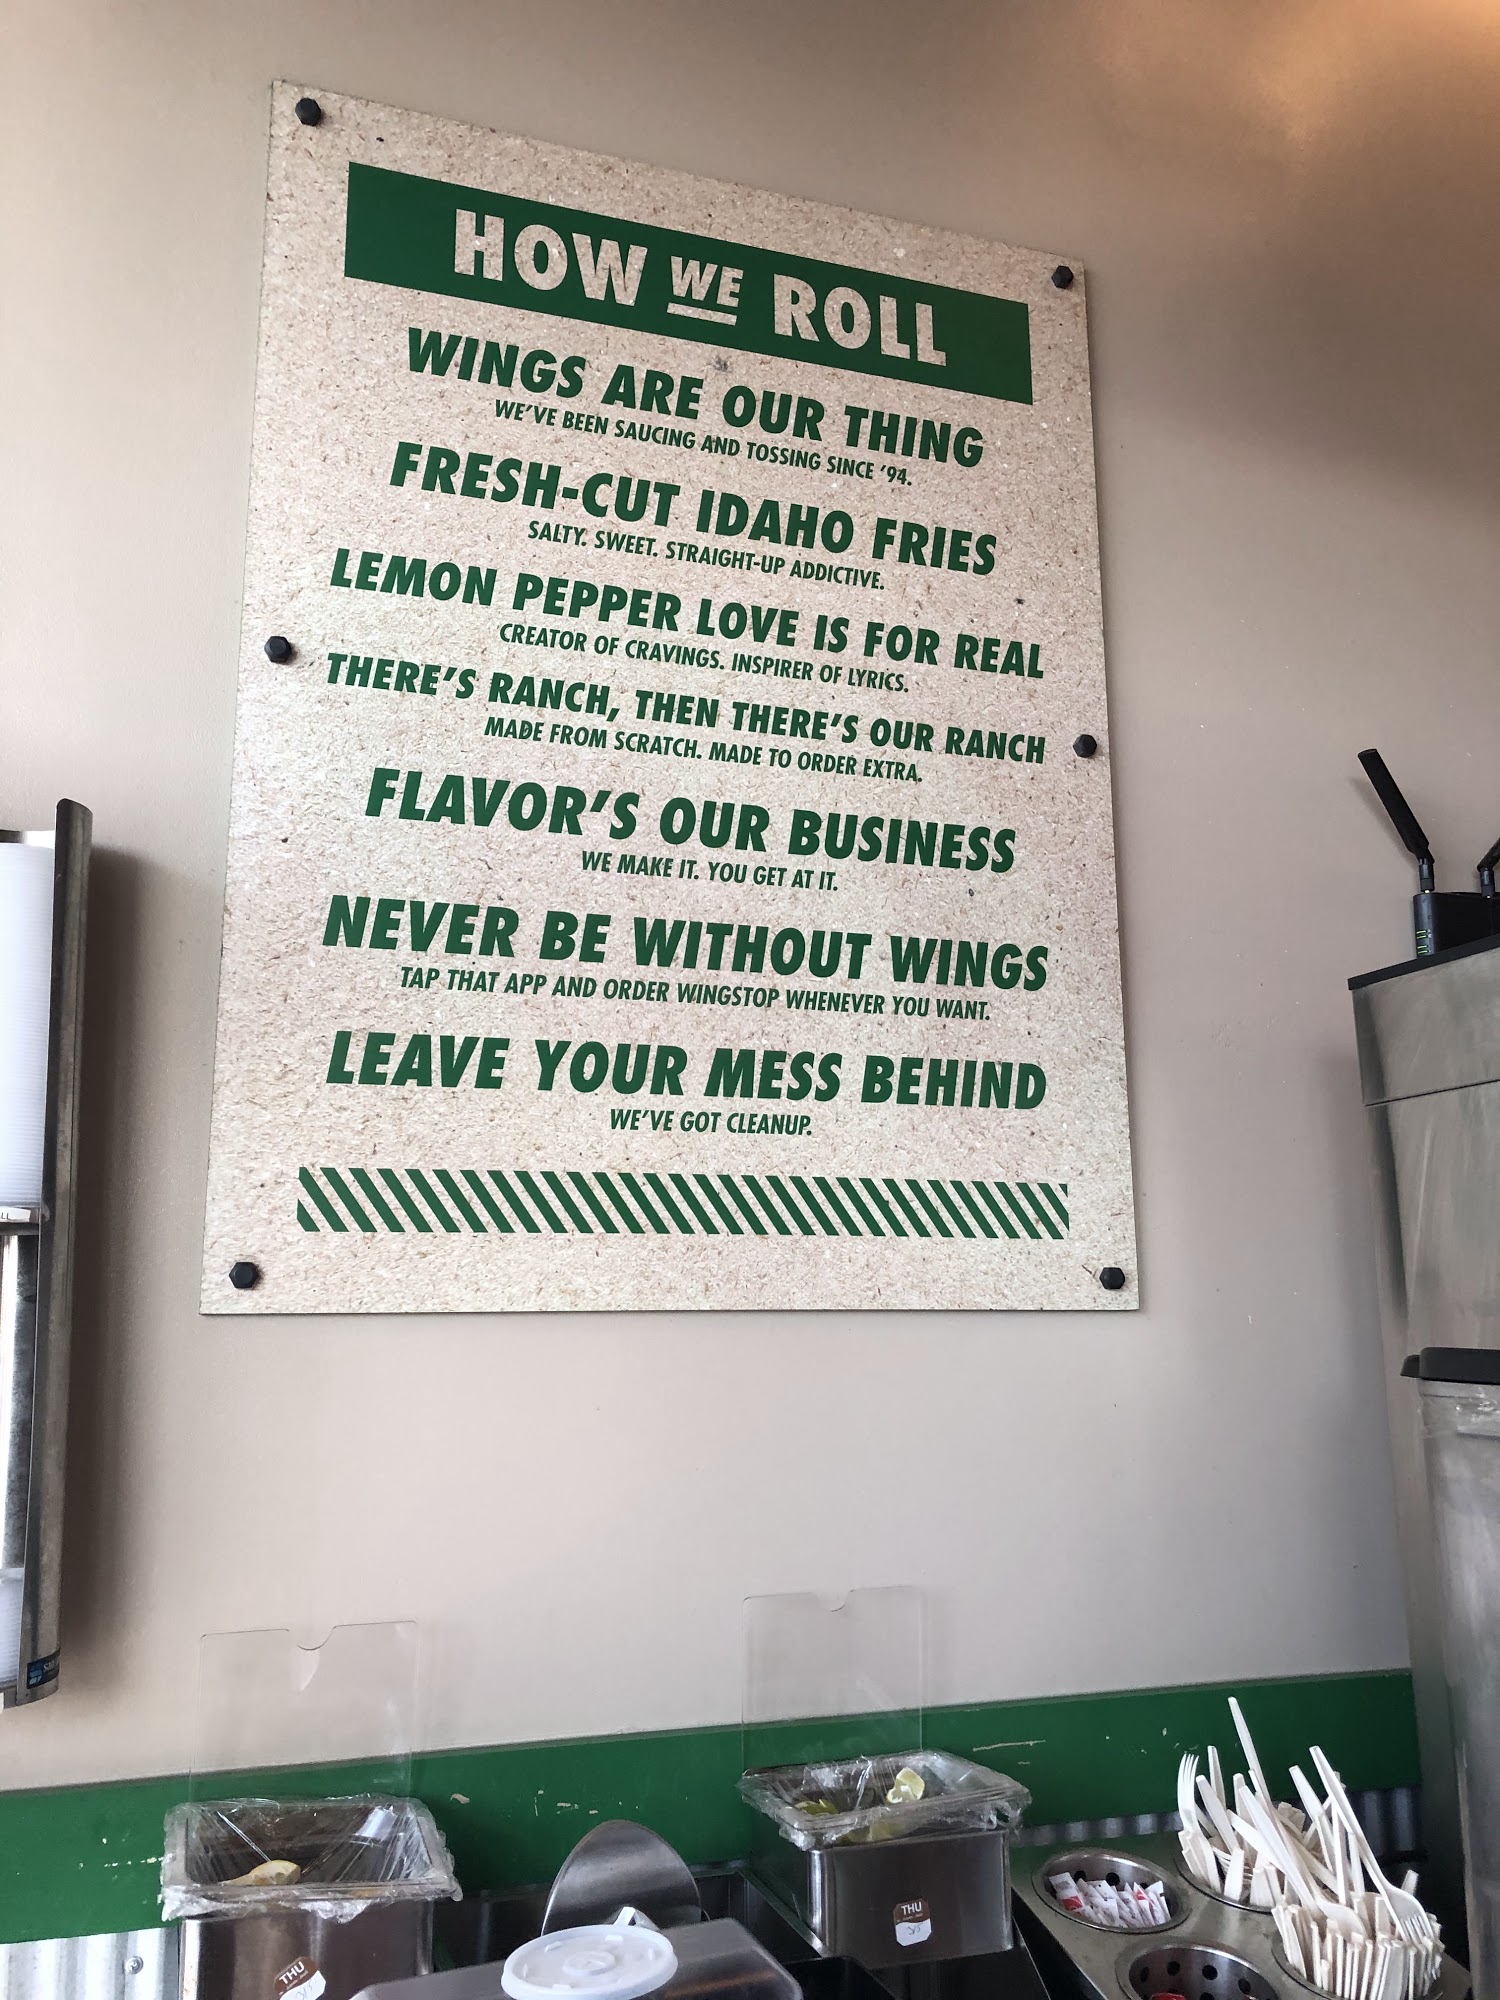 HOW WE ROLL
WINGS ARE OUR THING
WE'VE BEEN SAUCING AND TOSSING SINCE '94.
FRESH-CUT IDAHO FRIES
SALTY. SWEET. STRAIGHT-UP ADDICTIVE.
LEMON PEPPER LOVE IS FOR REAL
CREATOR OF CRAVINGS. INSPIRER OF LYRICS.
THERE'S RANCH, THEN THERE'S OUR RANCH
MADE FROM SCRATCH. MADE TO ORDER EXTRA.
FLAVOR'S OUR BUSINESS
WE MAKE IT. YOU GET AT IT.
NEVER BE WITHOUT WINGS
TAP THAT APP AND ORDER WINGSTOP WHENEVER YOU WANT.
LEAVE YOUR MESS BEHIND
WE'VE GOT CLEANUP.
THU
THU